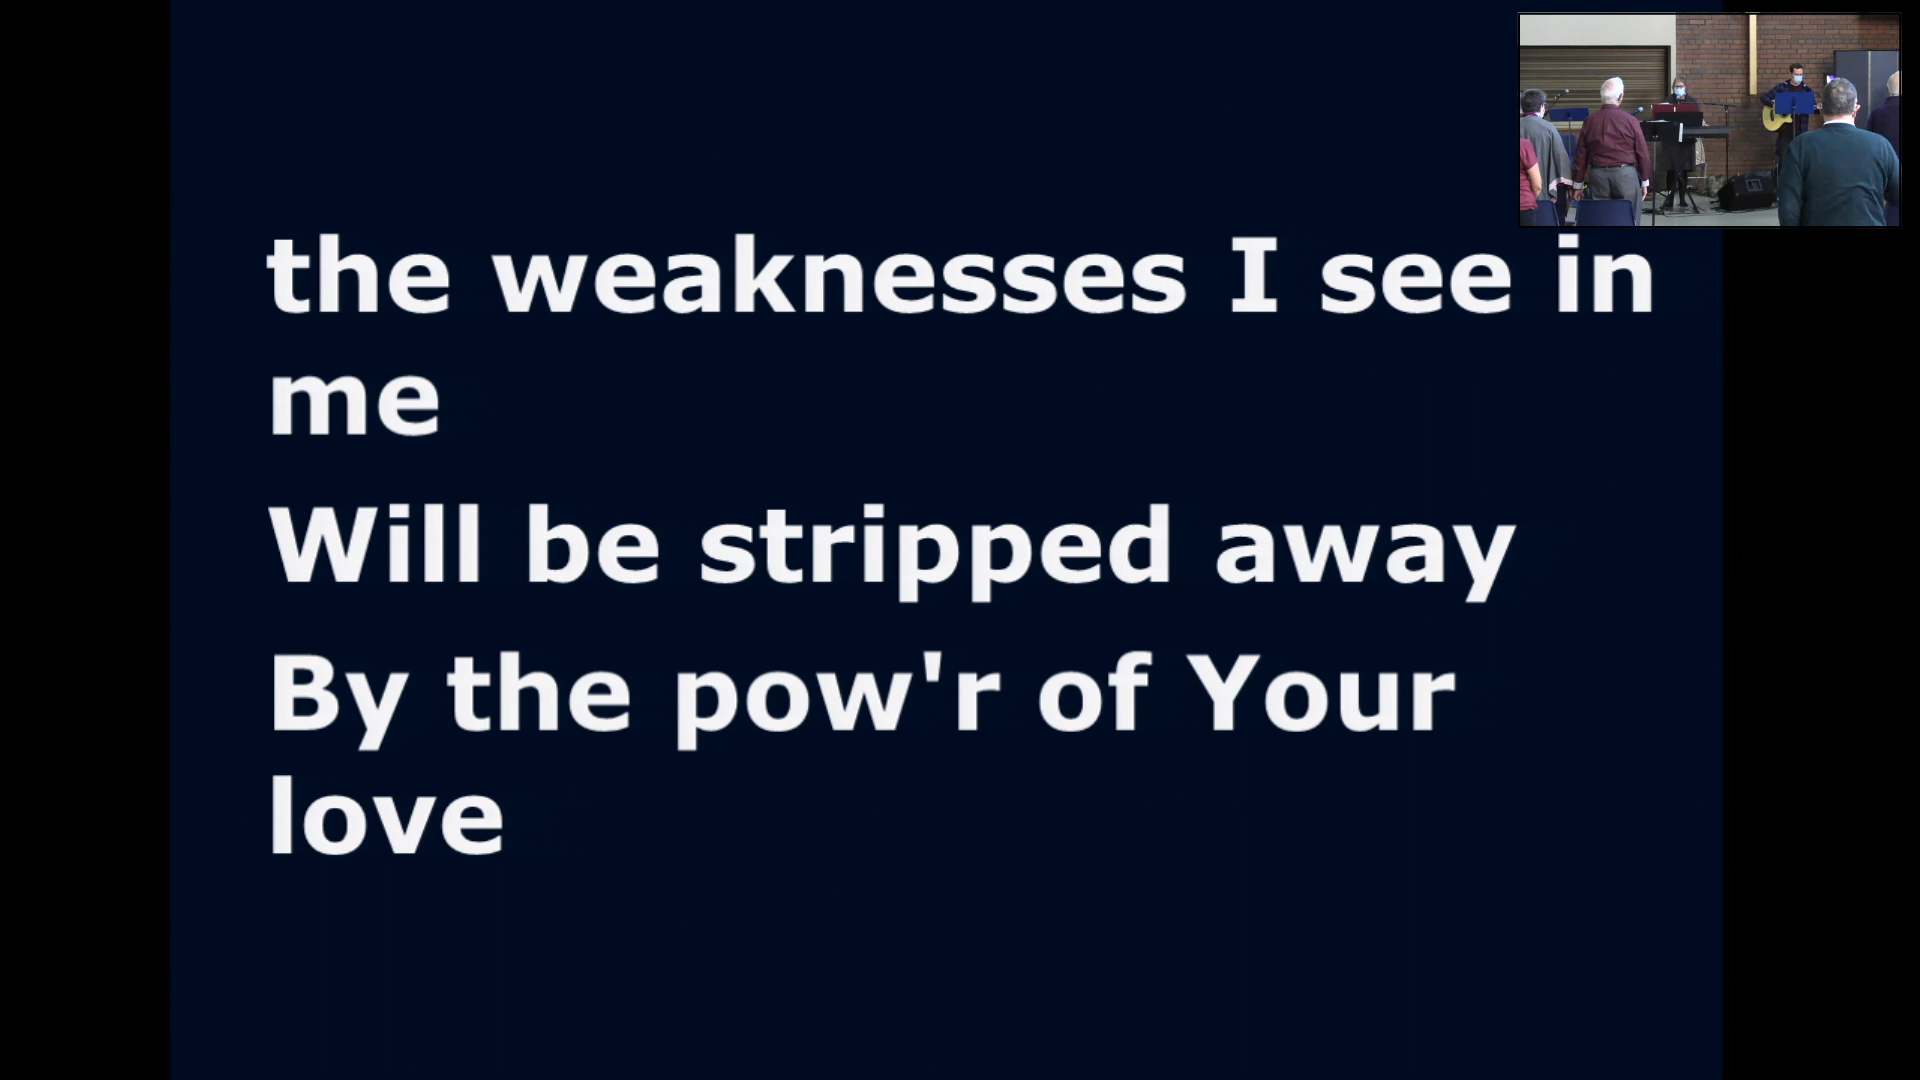 the weaknesses I see in
me
Will be stripped away
By the pow'r of Your
love